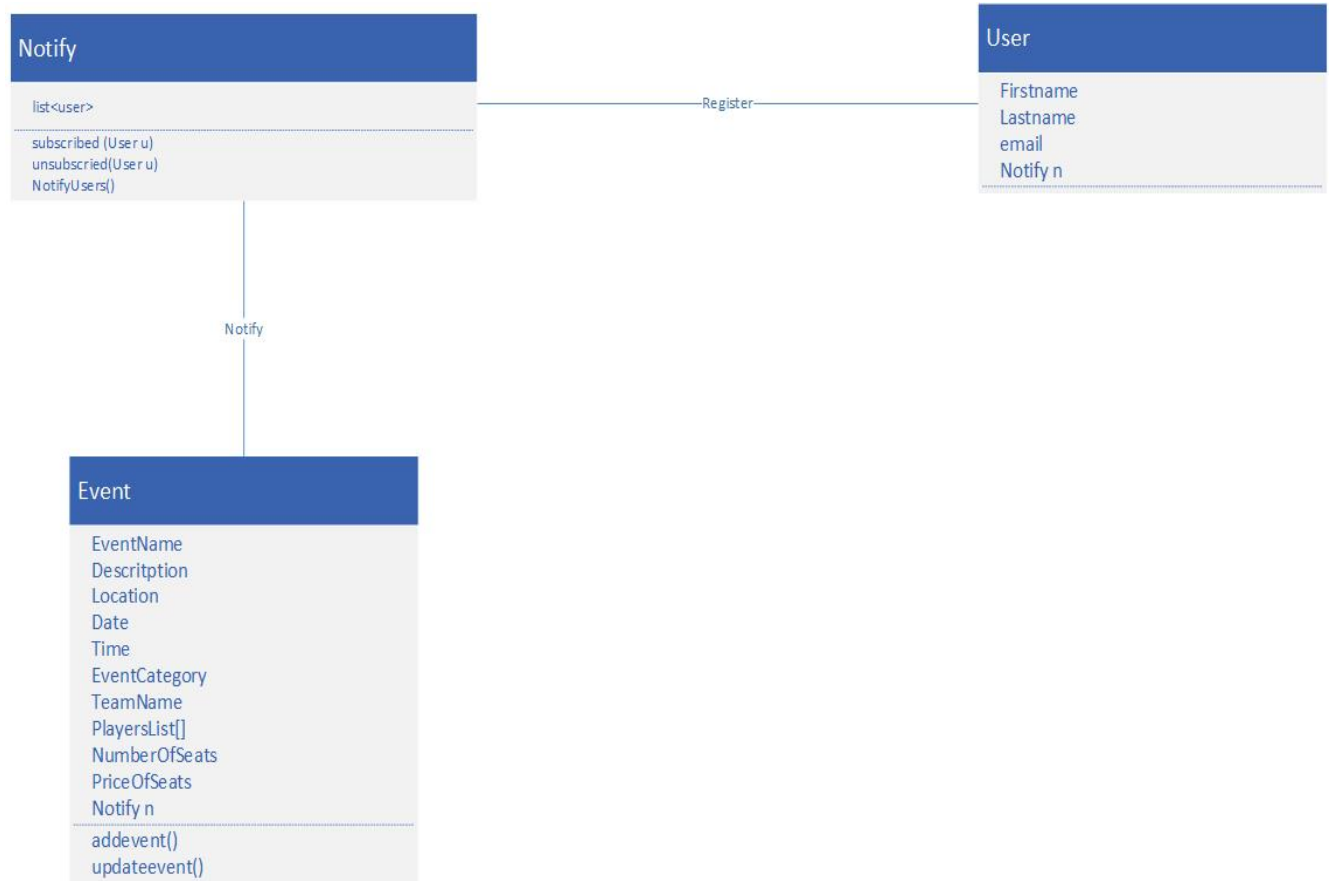 Notify
list<user>
subscribed (User u)
unsubscried(User u)
NotifyUsers()
Register
User
Firstname
Lastname
email
Notify n
Notify
Event
EventName
Descritption
Location
Date
Time
EventCategory
TeamName
PlayersList[]
NumberOfSeats
PriceOfSeats
Notify n
addevent()
updateevent()